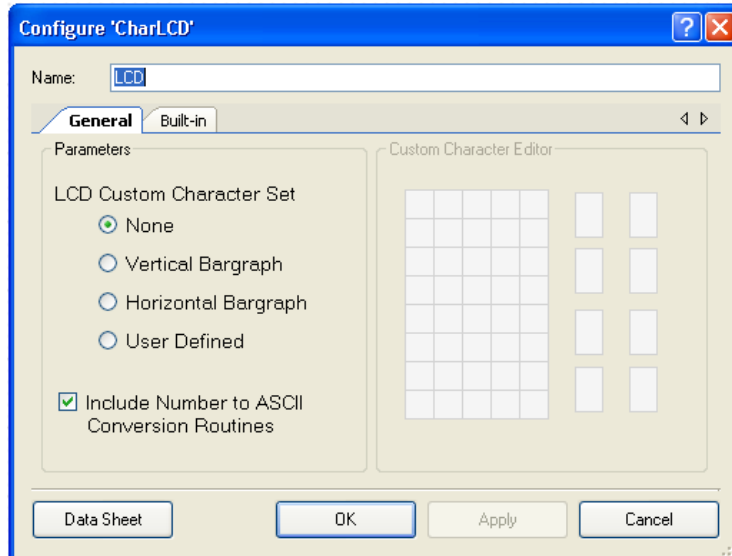 Configure 'CharLCD'
Name: LCD
General Built-in
Parameters
LCD Custom Character Set
None
Vertical Bargraph
Horizontal Bargraph
User Defined
Include Number to ASCII
Conversion Routines
Custom Character Editor
Data Sheet OK Apply Cancel